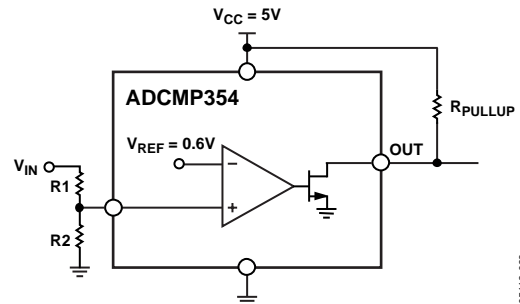 VCC = 5V
ADCMP354
RPULLUP
VREF = 0.6V
OUT
VIN
R1
R2
−
+